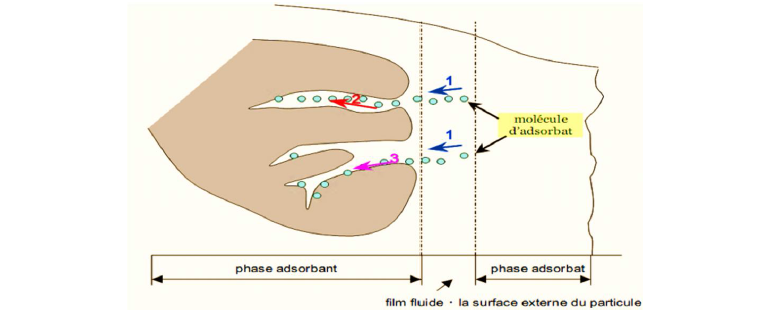 1
2
molécule
d'adsorbat
1
3
phase adsorbant
phase adsorbat
film fluide · la surface externe du particule